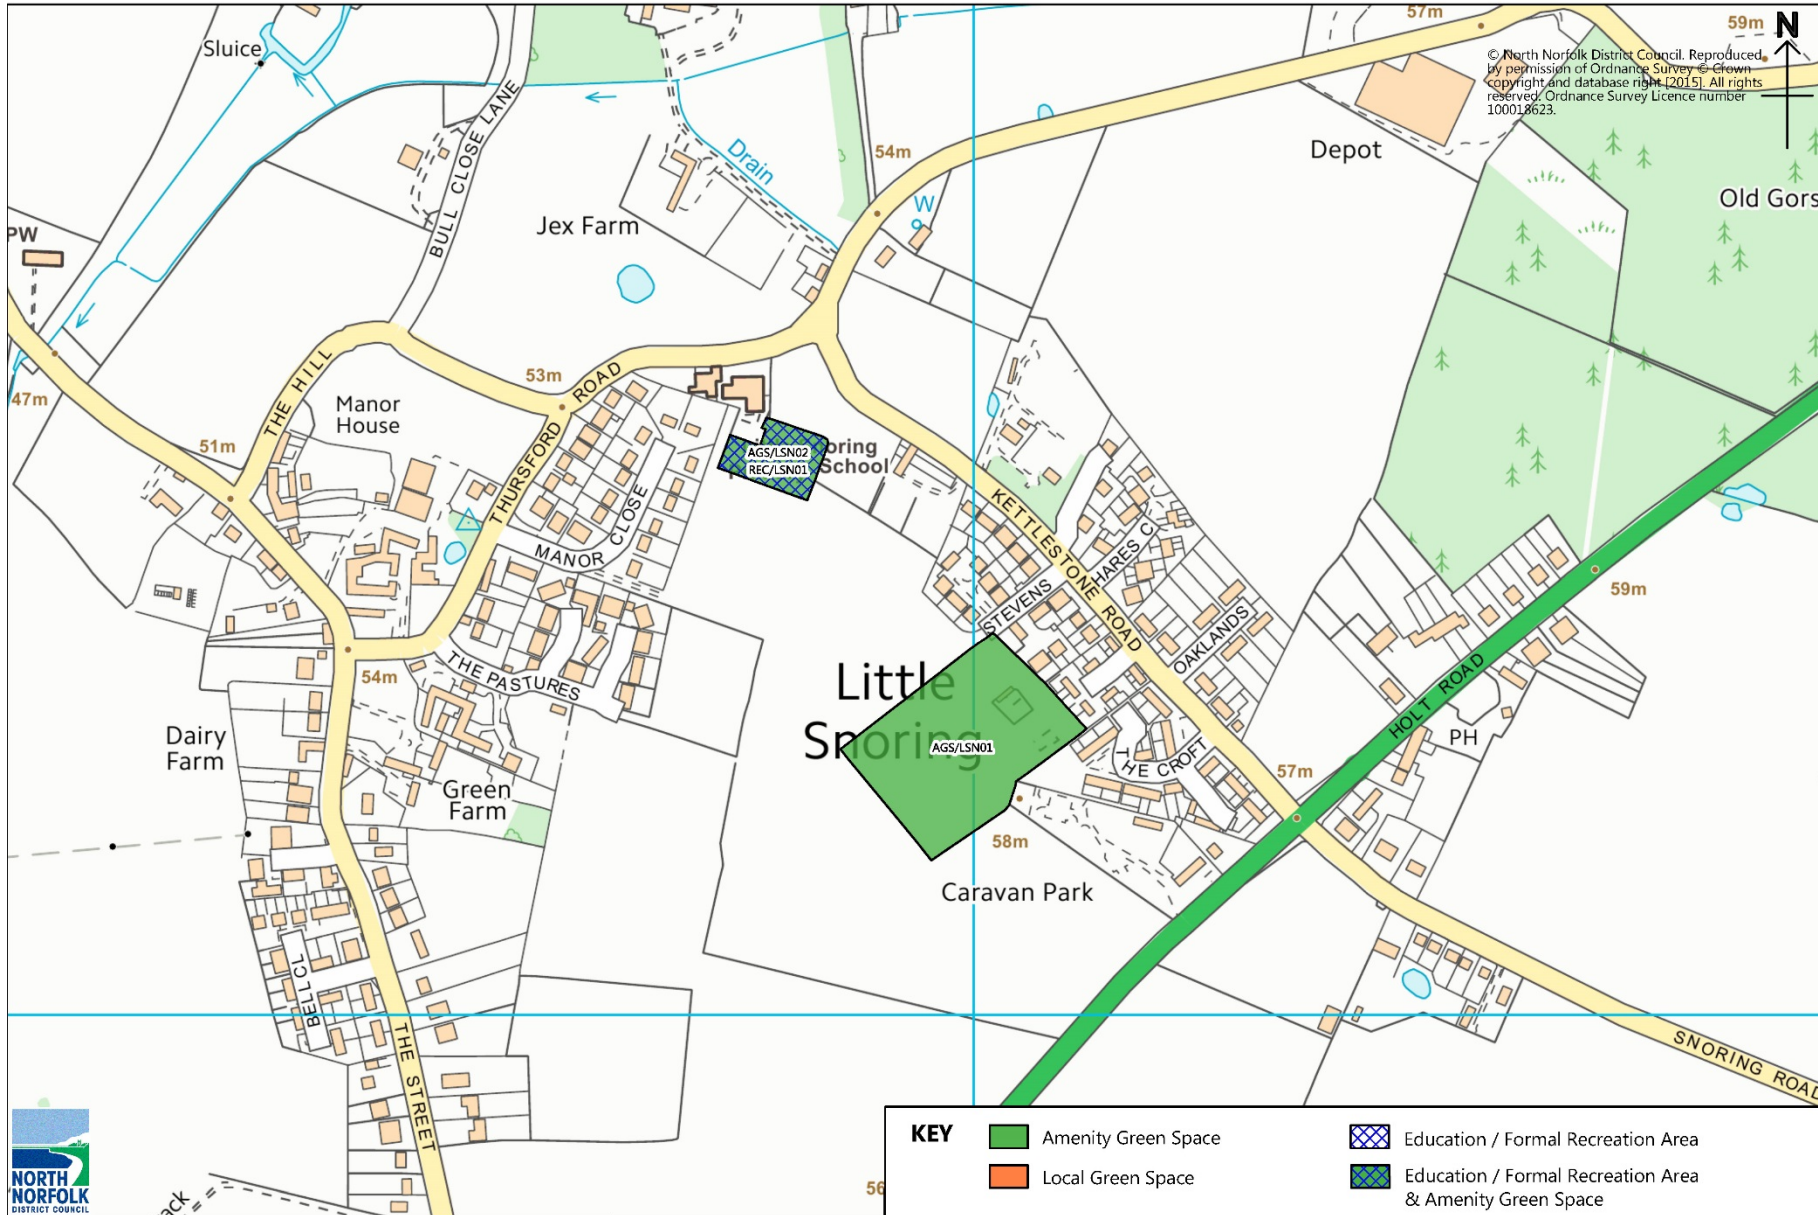 57m
59m
N
© North Norfolk District Council. Reproduced
by permission of Ordnance Survey © Crown
copyright and database right [2015]. All rights
reserved. Ordnance Survey Licence number
100018623.
Sluice
BULL CLOSE LANE
Drain
54m
Depot
Old Gors
W
Jex Farm
PW
47m
THE HILL
53m
THURSFORD ROAD
Manor
House
51m
AGS/LSN02
REC/LSN01
oring
School
MANOR CLOSE
KETTLESTONE ROAD
HARES C
STEVENS
OAKLANDS
59m
THE PASTURES
54m
Little
Snoring
AGS/LSN01
HOLT ROAD
PH
Dairy
Farm
THE CROFT
57m
Green
Farm
58m
Caravan Park
BELL CL
THE STREET
SNORING ROAD
56
ack
NORTH
NORFOLK
DISTRICT COUNCIL
KEY
Amenity Green Space
Local Green Space
Education / Formal Recreation Area
Education / Formal Recreation Area
& Amenity Green Space